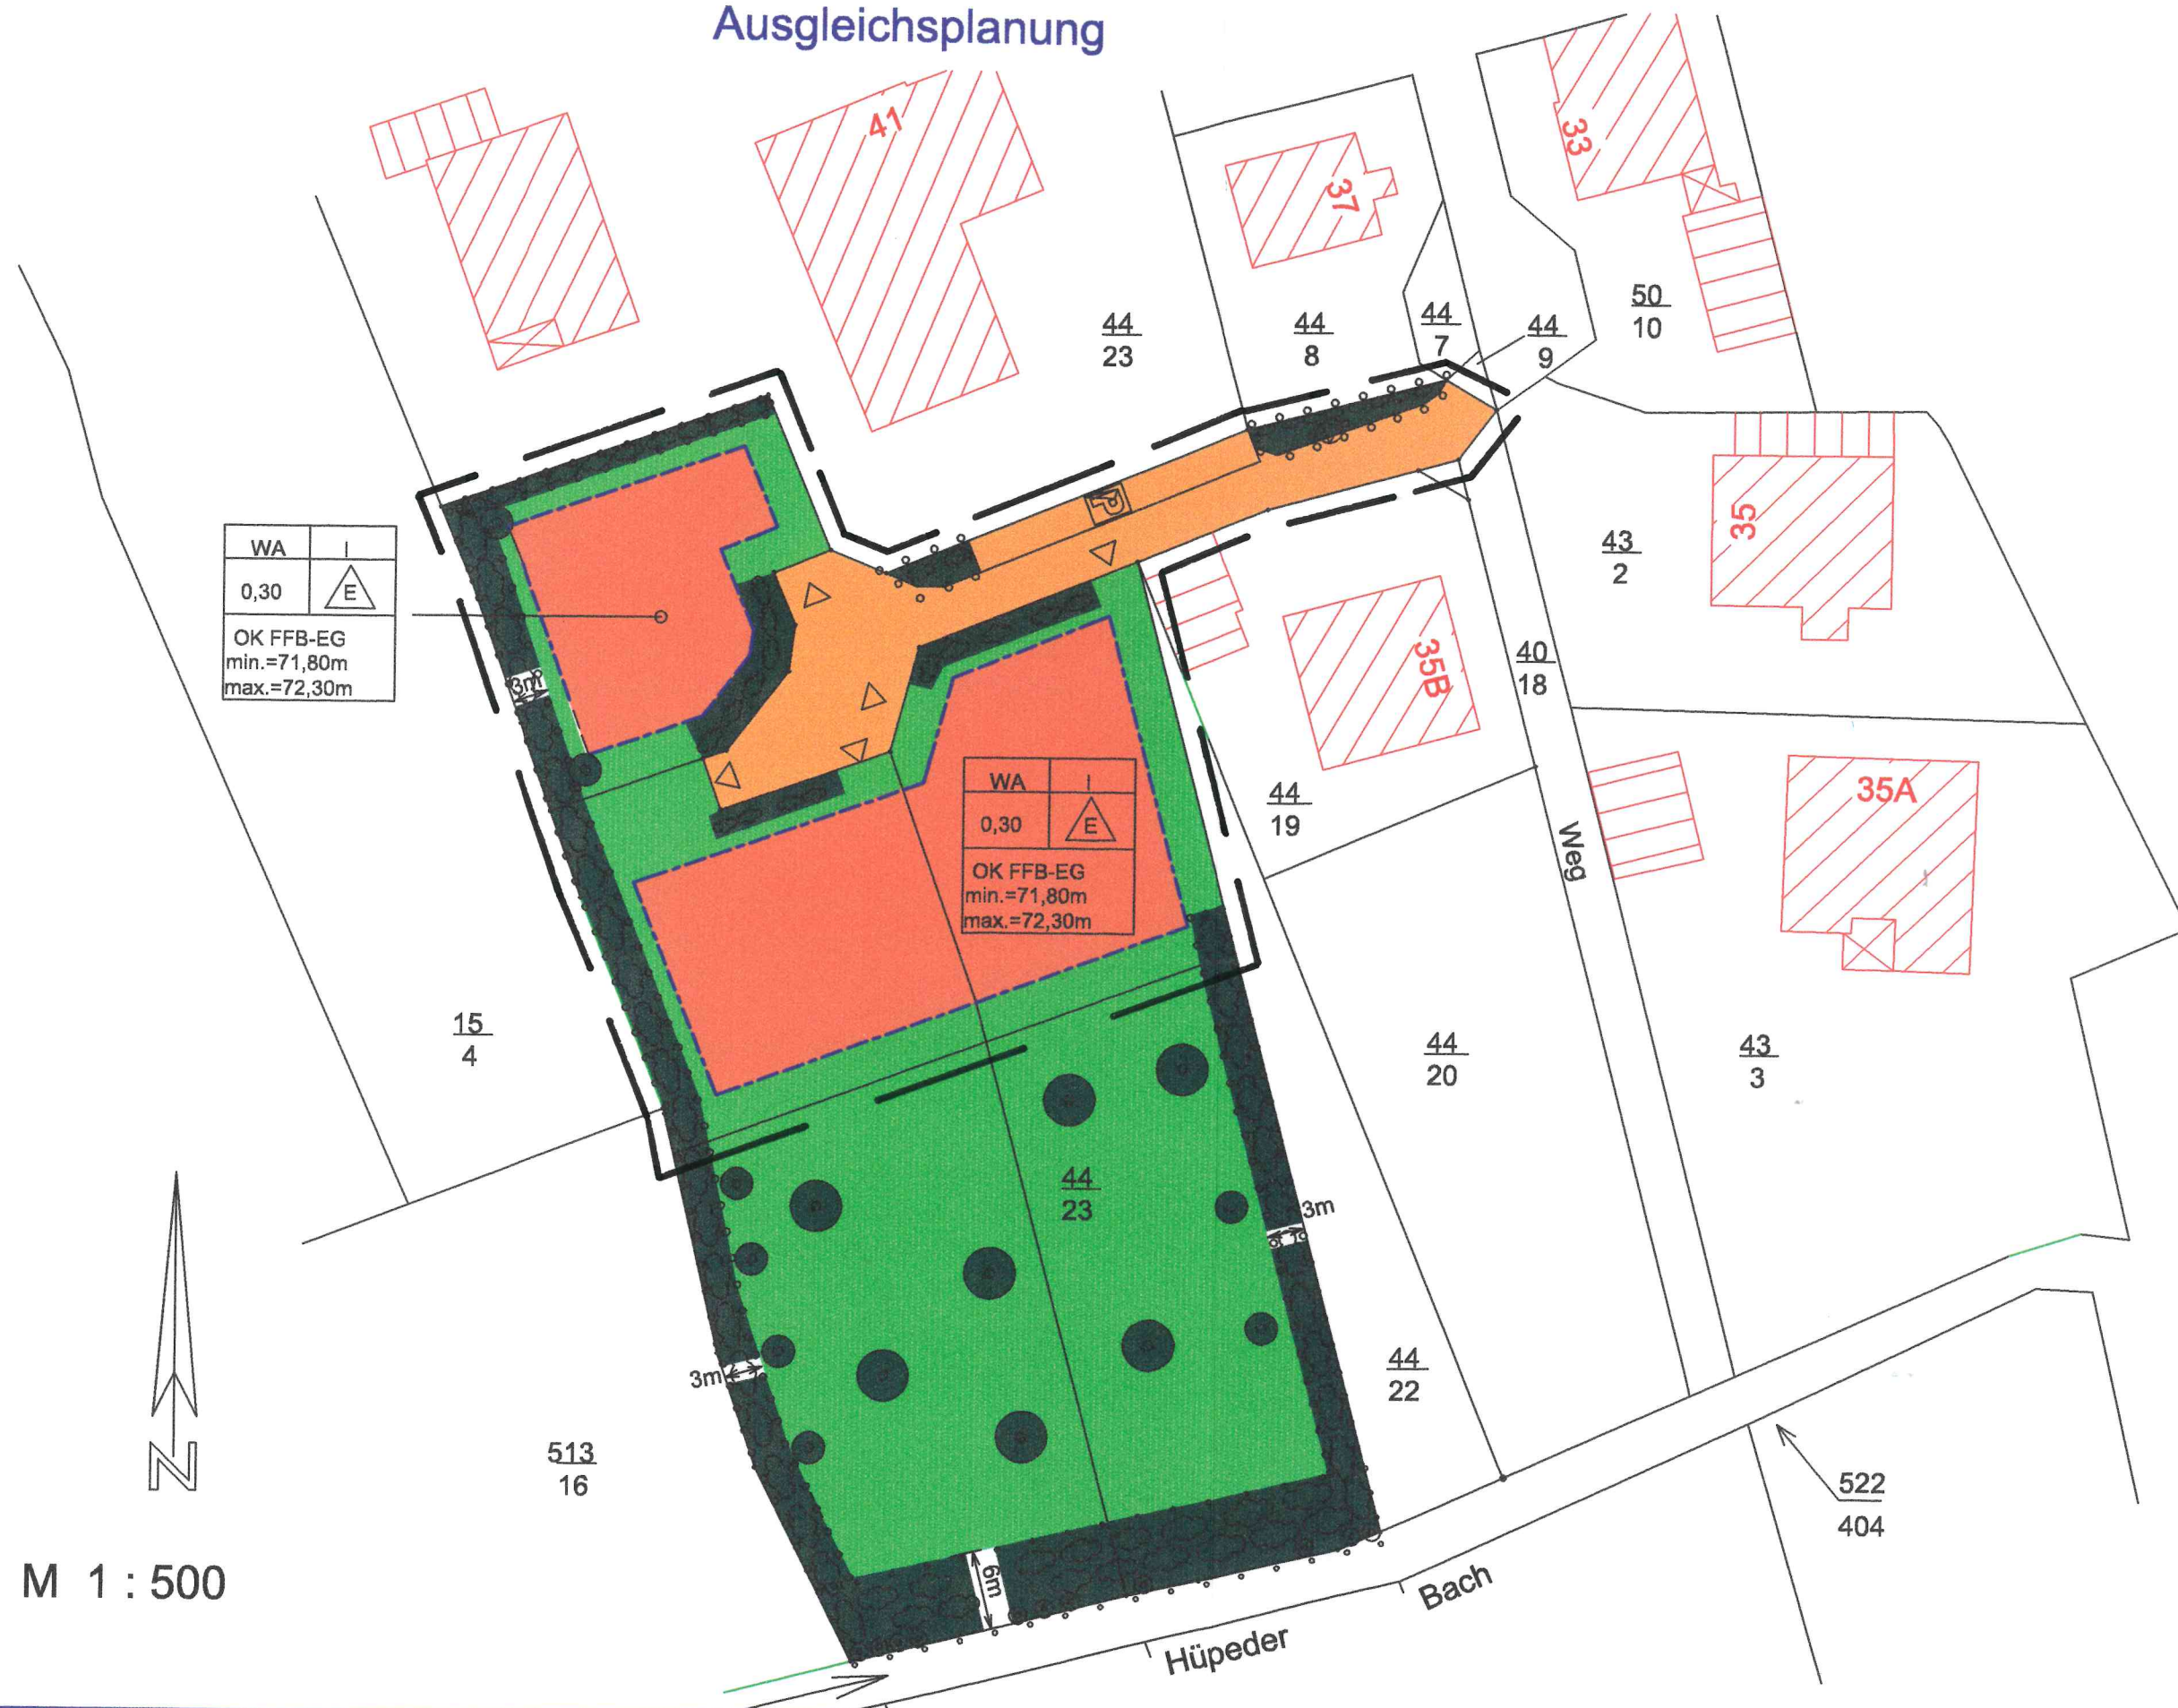 Ausgleichsplanung
41
33
37
44
23
44
8
44
7
44
9
50
10
P
35
43
2
WA I
0,30 E
OK FFB-EG
min.=71,80m
max.=72,30m
3m
35B
40
18
WA I
0,30 E
OK FFB-EG
min.=71,80m
max.=72,30m
44
19
Weg
35A
15
4
44
20
43
3
44
23
3m
3m
44
22
513
16
N
522
404
M 1 : 500
6m
Bach
Hüpeder